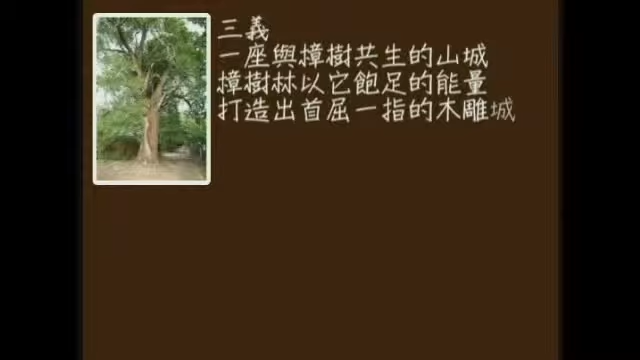 三義
一座與樟樹共生的山城
樟樹林以它飽足的能量
打造出首屈一指的木雕城